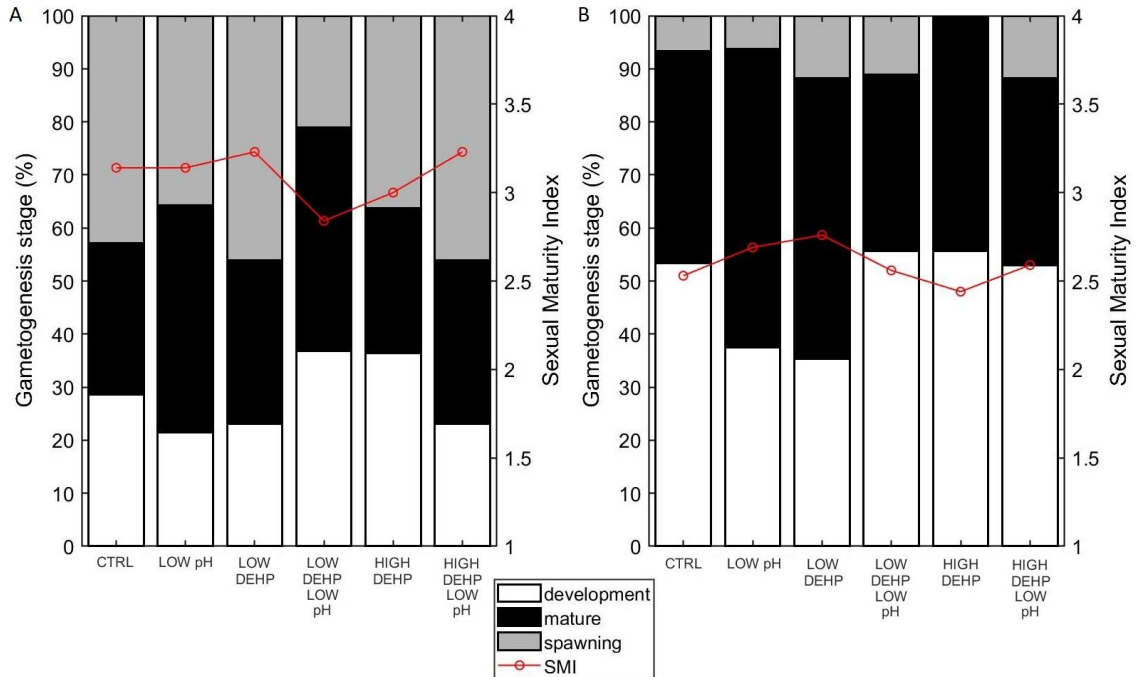 A
Gametogenesis stage (%)
100
90
80
70
60
50
40
30
20
10
0
4
3.5
3
2.5
2
1.5
1
Sexual Maturity Index
CTRL
LOW pH
LOW
DEHP
LOW
DEHP
LOW
pH
HIGH
DEHP
HIGH
DEHP
LOW
pH
B
Gametogenesis stage (%)
100
90
80
70
60
50
40
30
20
10
0
4
3.5
3
2.5
2
1.5
1
Sexual Maturity Index
CTRL
LOW pH
LOW
DEHP
LOW
DEHP
LOW
pH
HIGH
DEHP
HIGH
DEHP
LOW
pH
development
mature
spawning
SMI